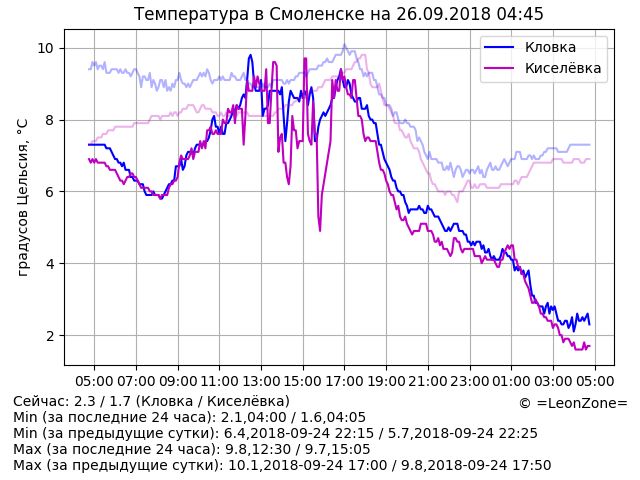 Температура в Смоленске на 26.09.2018 04:45
Кловка
Киселёвка
градусов Цельсия, °C
10
8
6
4
2
05:00 07:00 09:00 11:00 13:00 15:00 17:00 19:00 21:00 23:00 01:00 03:00 05:00
Сейчас: 2.3 / 1.7 (Кловка / Киселёвка)
© =LeonZone=
Min (за последние 24 часа): 2.1,04:00 / 1.6,04:05
Min (за предыдущие сутки): 6.4,2018-09-24 22:15 / 5.7,2018-09-24 22:25
Max (за последние 24 часа): 9.8,12:30 / 9.7,15:05
Max (за предыдущие сутки): 10.1,2018-09-24 17:00 / 9.8,2018-09-24 17:50